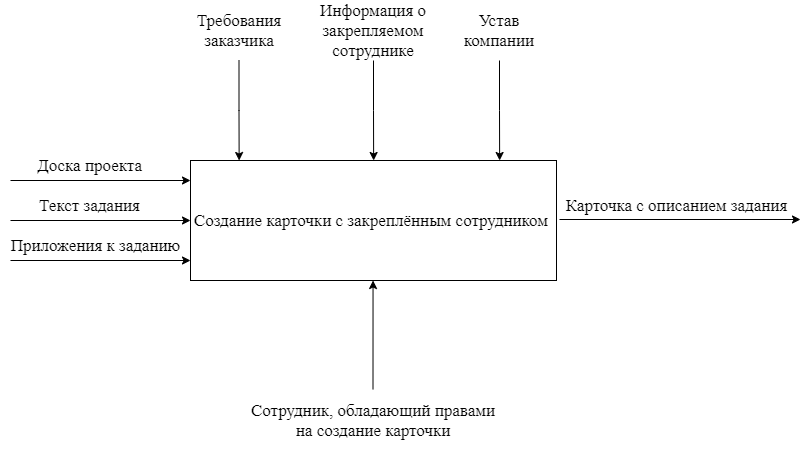 Требования
заказчика
Информация о
закрепляемом
сотруднике
Устав
компании
Доска проекта
Текст задания
Приложения к заданию
Создание карточки с закреплённым сотрудником
Карточка с описанием задания
Сотрудник, обладающий правами
на создание карточки